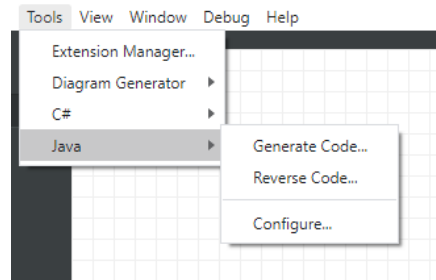 Tools View Window Debug Help
Extension Manager...
Diagram Generator
C#
Java
Generate Code...
Reverse Code...
Configure...